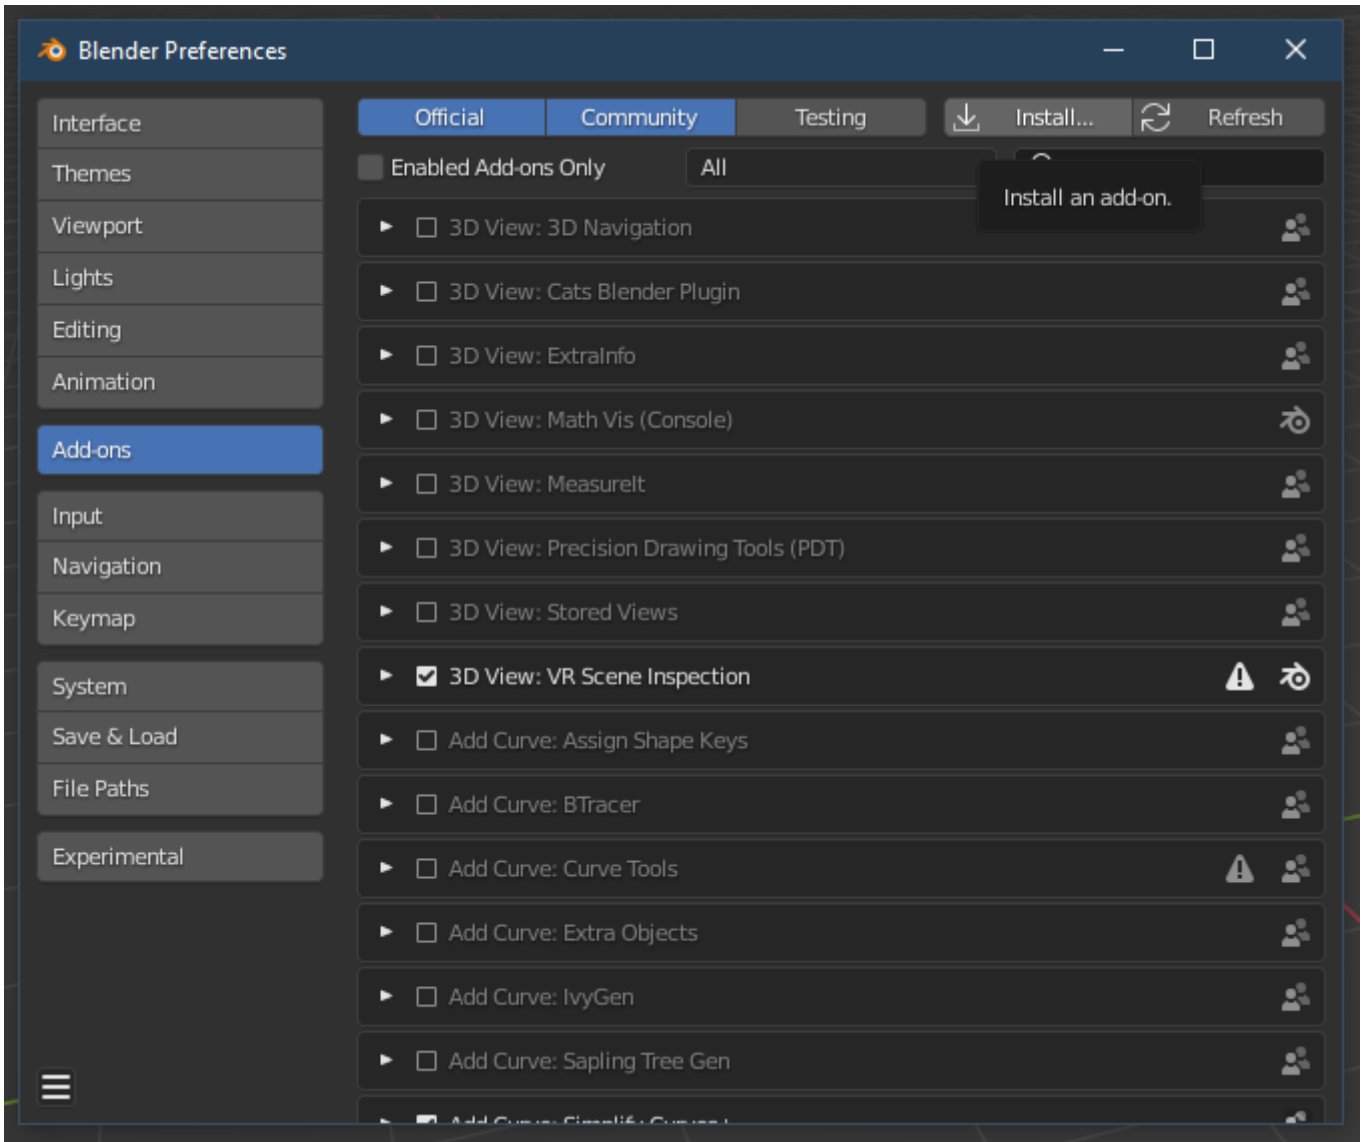 Blender Preferences
Interface
Themes
Viewport
Lights
Editing
Animation
Add-ons
Input
Navigation
Keymap
System
Save & Load
File Paths
Experimental
Official Community Testing Install... Refresh
Enabled Add-ons Only All
Install an add-on.
3D View: 3D Navigation
3D View: Cats Blender Plugin
3D View: ExtraInfo
3D View: Math Vis (Console)
3D View: MeasureIt
3D View: Precision Drawing Tools (PDT)
3D View: Stored Views
3D View: VR Scene Inspection
Add Curve: Assign Shape Keys
Add Curve: BTracer
Add Curve: Curve Tools
Add Curve: Extra Objects
Add Curve: IvyGen
Add Curve: Sapling Tree Gen
Add Curve: Simplify Curves+